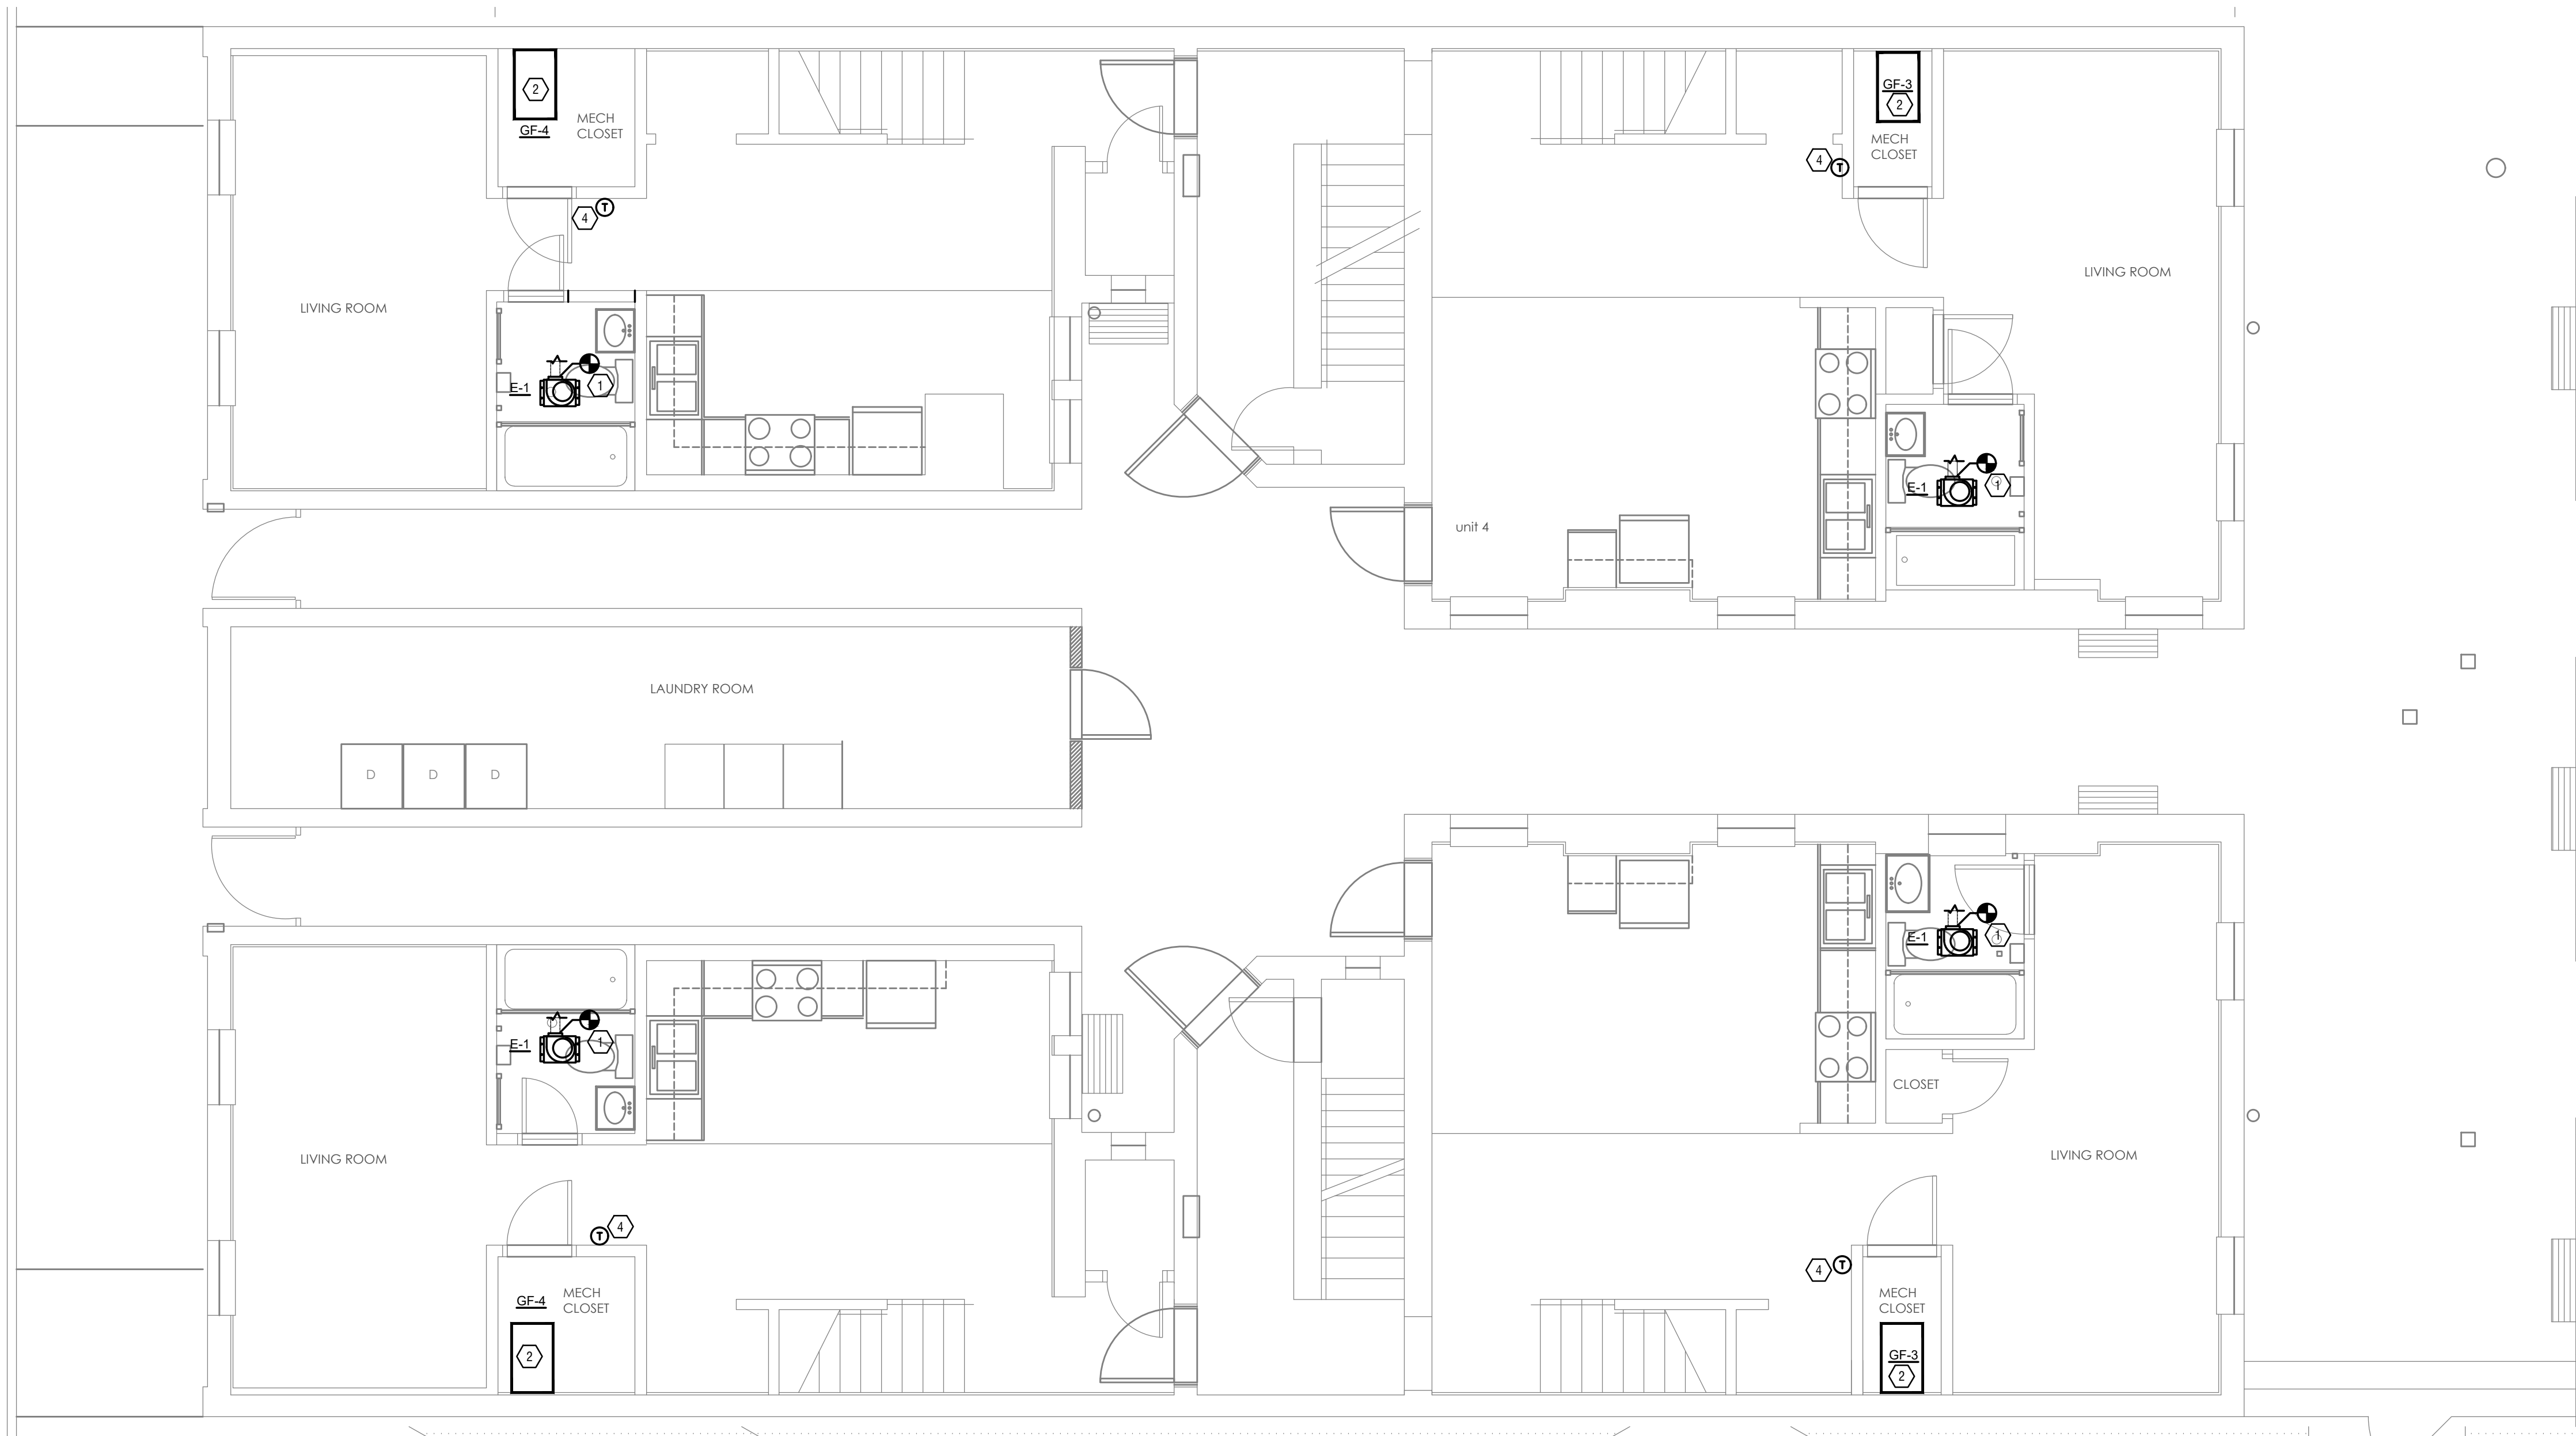 2
GF-4
MECH
CLOSET
4
T
LIVING ROOM
E-1
1
GF-3
2
MECH
CLOSET
4
T
LIVING ROOM
unit 4
E-1
1
LAUNDRY ROOM
D
D
D
E-1
1
LIVING ROOM
T
4
GF-4
MECH
CLOSET
2
E-1
1
CLOSET
LIVING ROOM
4
T
MECH
CLOSET
GF-3
2